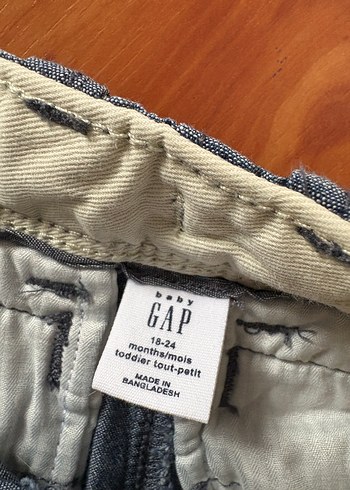 baby
GAP
18-24
months/mois
toddler tout-petit
MADE IN
BANGLADESH